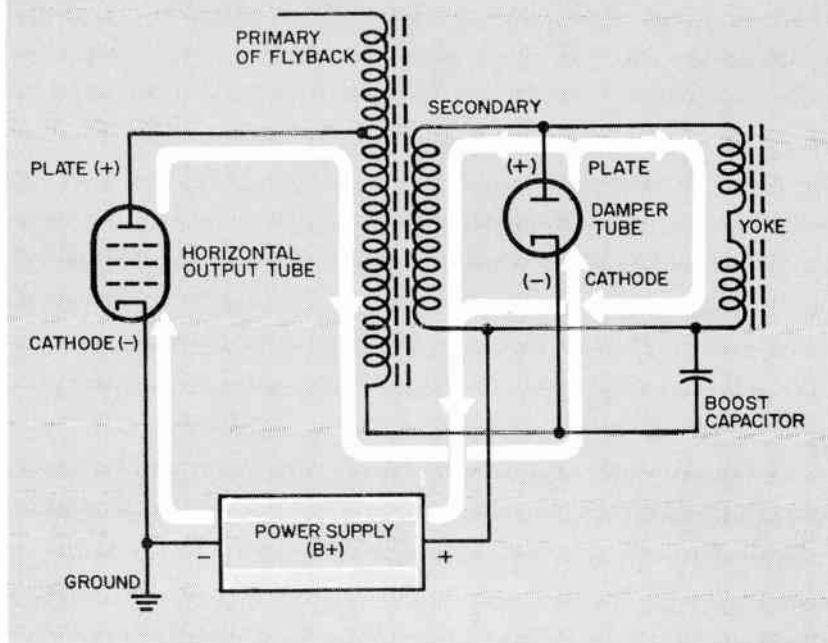 PRIMARY
OF FLYBACK
SECONDARY
PLATE (+)
(+)
PLATE
DAMPER
TUBE
YOKE
HORIZONTAL
OUTPUT TUBE
(-)
CATHODE
CATHODE (-)
BOOST
CAPACITOR
POWER SUPPLY
(B+)
- +
GROUND